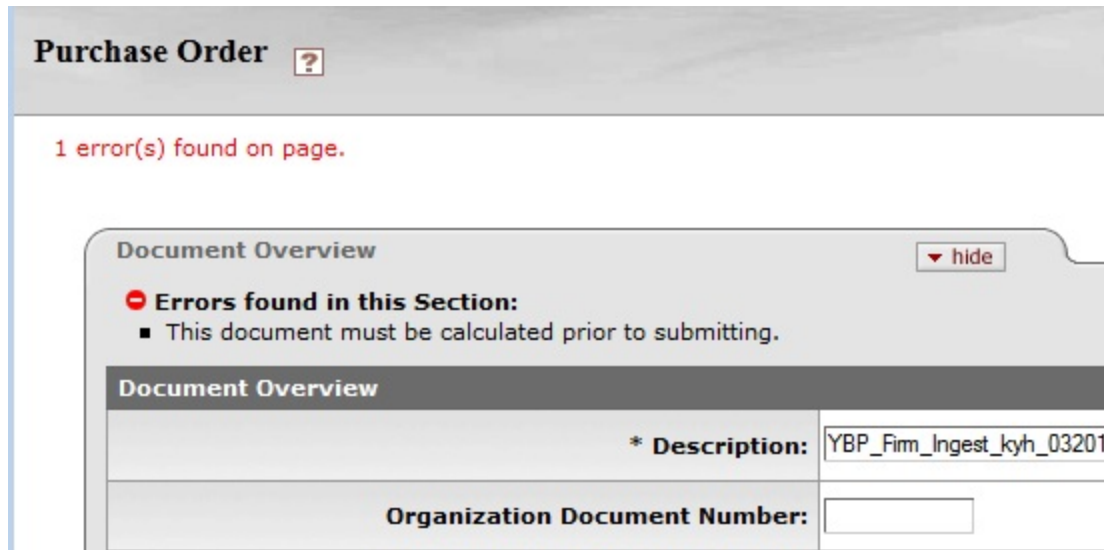 Purchase Order ?
1 error(s) found on page.
Document Overview
hide
Errors found in this Section:
This document must be calculated prior to submitting.
Document Overview
* Description: YBP_Firm_Ingest_kyh_03201
Organization Document Number: